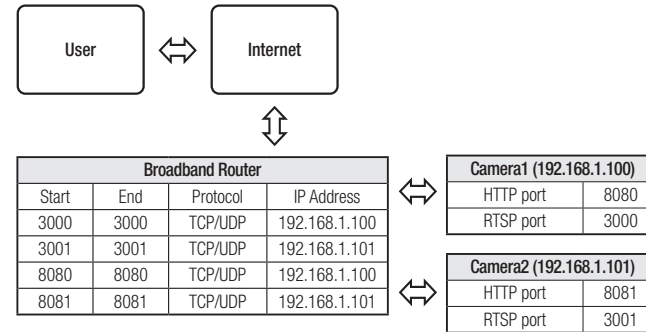 User
Internet
Broadband Router
Start End Protocol IP Address
3000 3000 TCP/UDP 192.168.1.100
3001 3001 TCP/UDP 192.168.1.101
8080 8080 TCP/UDP 192.168.1.100
8081 8081 TCP/UDP 192.168.1.101
Camera1 (192.168.1.100)
HTTP port 8080
RTSP port 3000
Camera2 (192.168.1.101)
HTTP port 8081
RTSP port 3001